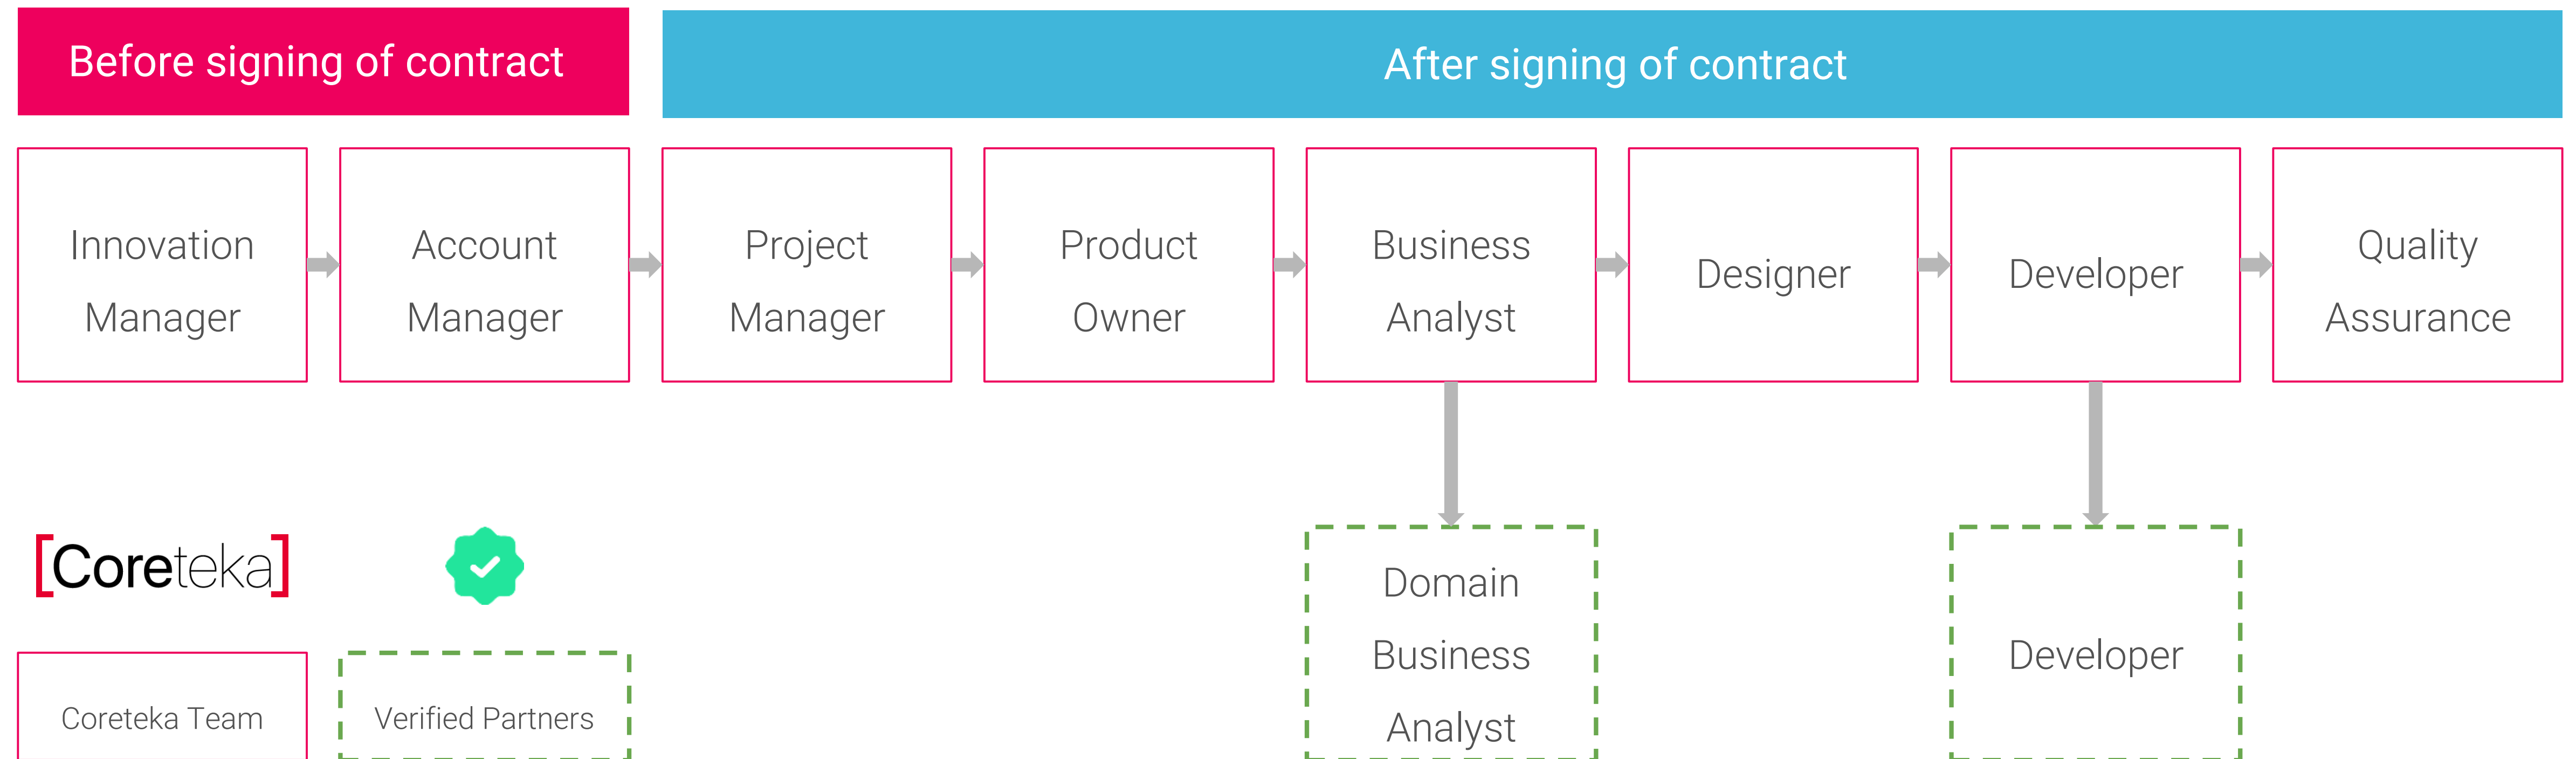 Before signing of contract
After signing of contract
Innovation
Manager
Account
Manager
Project
Manager
Product
Owner
Business
Analyst
Designer
Developer
Quality
Assurance
[Coreteka]
Domain
Business
Analyst
Developer
Coreteka Team
Verified Partners